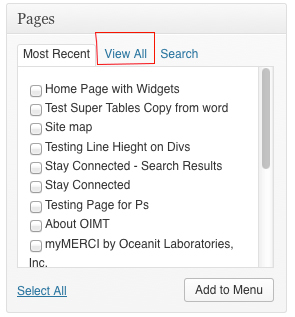 Pages
Most Recent View All Search
Home Page with Widgets
Test Super Tables Copy from word
Site map
Testing Line Hieght on Divs
Stay Connected - Search Results
Stay Connected
Testing Page for Ps
About OIMT
myMERCI by Oceanit Laboratories,
Inc.
Select All Add to Menu